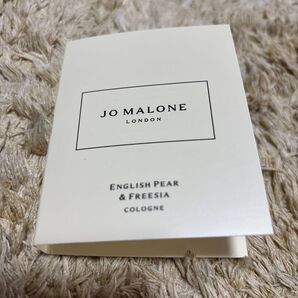 JO MALONE
LONDON
ENGLISH PEAR
& FREESIA
COLOGNE